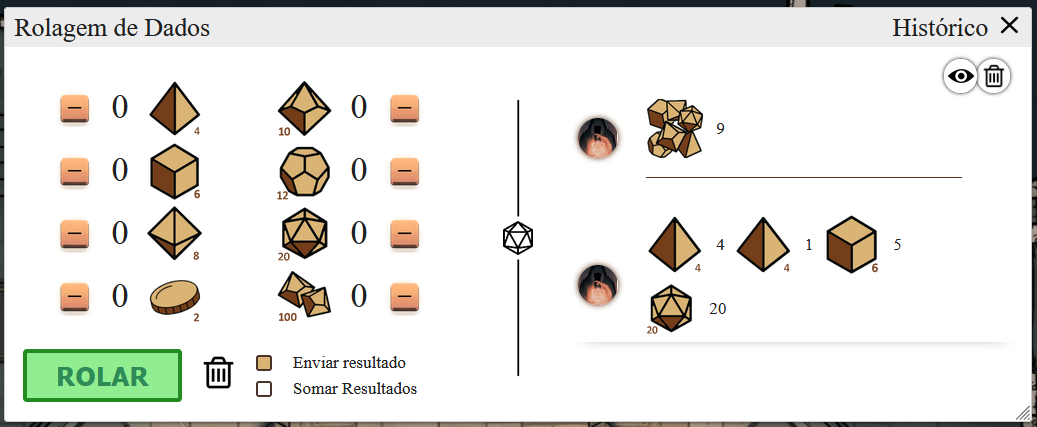 Rolagem de Dados
Histórico
0 4 10 0
0 6 12 0
0 8 20 0
0 2 100 0
ROLAR
Enviar resultado
Somar Resultados
9
4 4 4 1 6 5
20 20